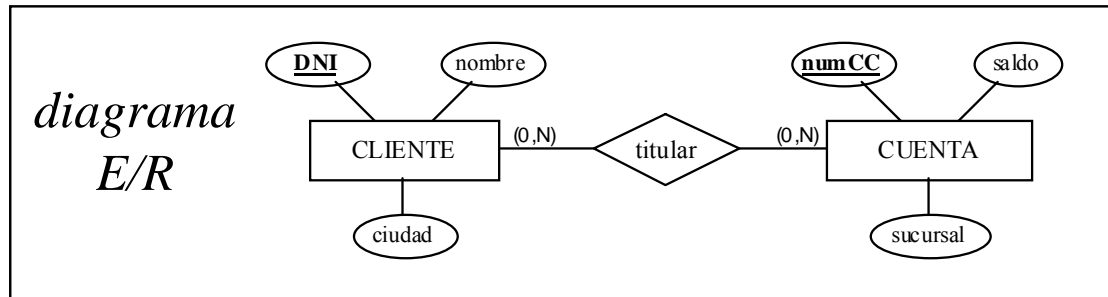 diagrama
E/R
DNI
nombre
numCC
saldo
CLIENTE
(0,N)
titular
(0,N)
CUENTA
ciudad
sucursal